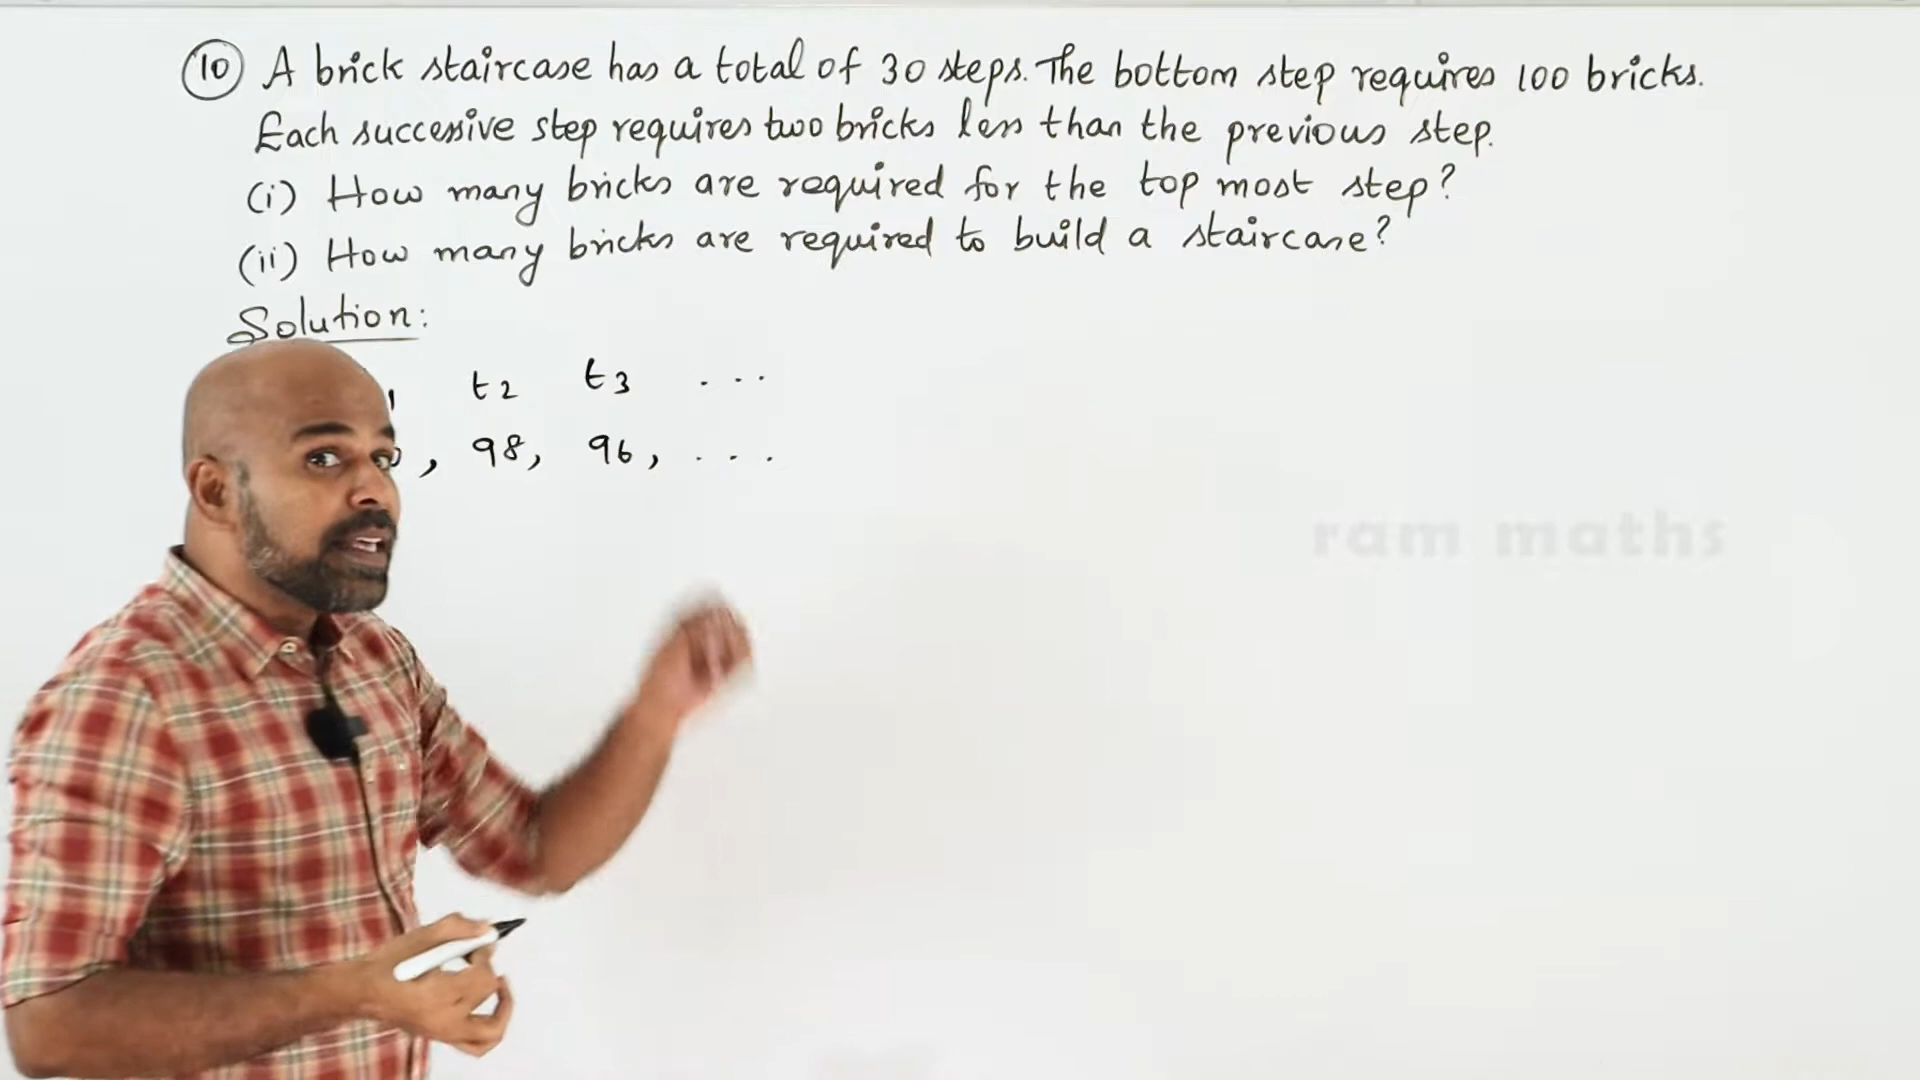 (10) A brick staircase has a total of 30 steps. The bottom step requires 100 bricks.
Each successive step requires two bricks less than the previous step.
(i) How many bricks are required for the top most step?
(ii) How many bricks are required to build a staircase?
Solution:
t2 t3 ...
, 98, 96, ...
ram maths